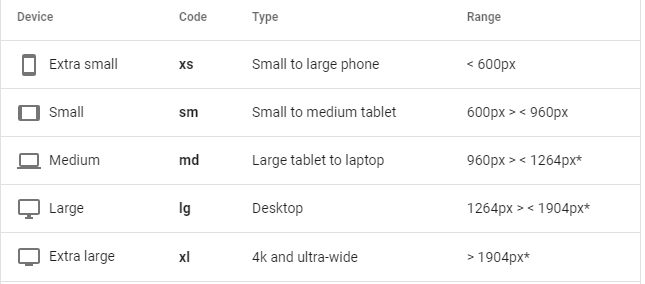 Device Code Type Range
Extra small xs Small to large phone < 600px
Small sm Small to medium tablet 600px > < 960px
Medium md Large tablet to laptop 960px > < 1264px*
Large lg Desktop 1264px > < 1904px*
Extra large xl 4k and ultra-wide > 1904px*